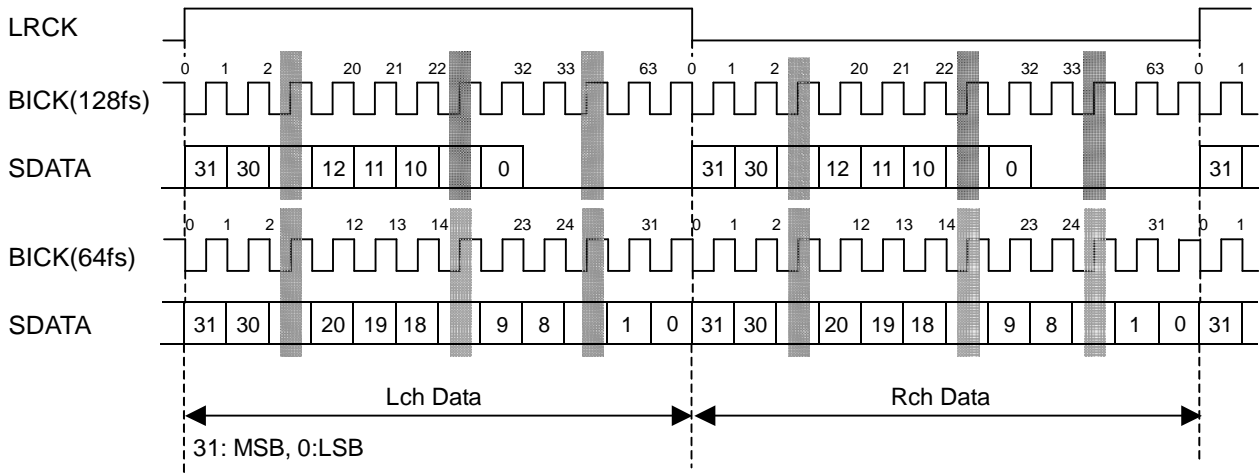 LRCK
0 1 2 20 21 22 32 33 63 0 1 2 20 21 22 32 33 63 0 1
BICK(128fs)
SDATA 31 30 12 11 10 0 31 30 12 11 10 0 31
0 1 2 12 13 14 23 24 31 0 1 2 12 13 14 23 24 31 0 1
BICK(64fs)
SDATA 31 30 20 19 18 9 8 1 0 31 30 20 19 18 9 8 1 0 31
Lch Data Rch Data
31: MSB, 0:LSB